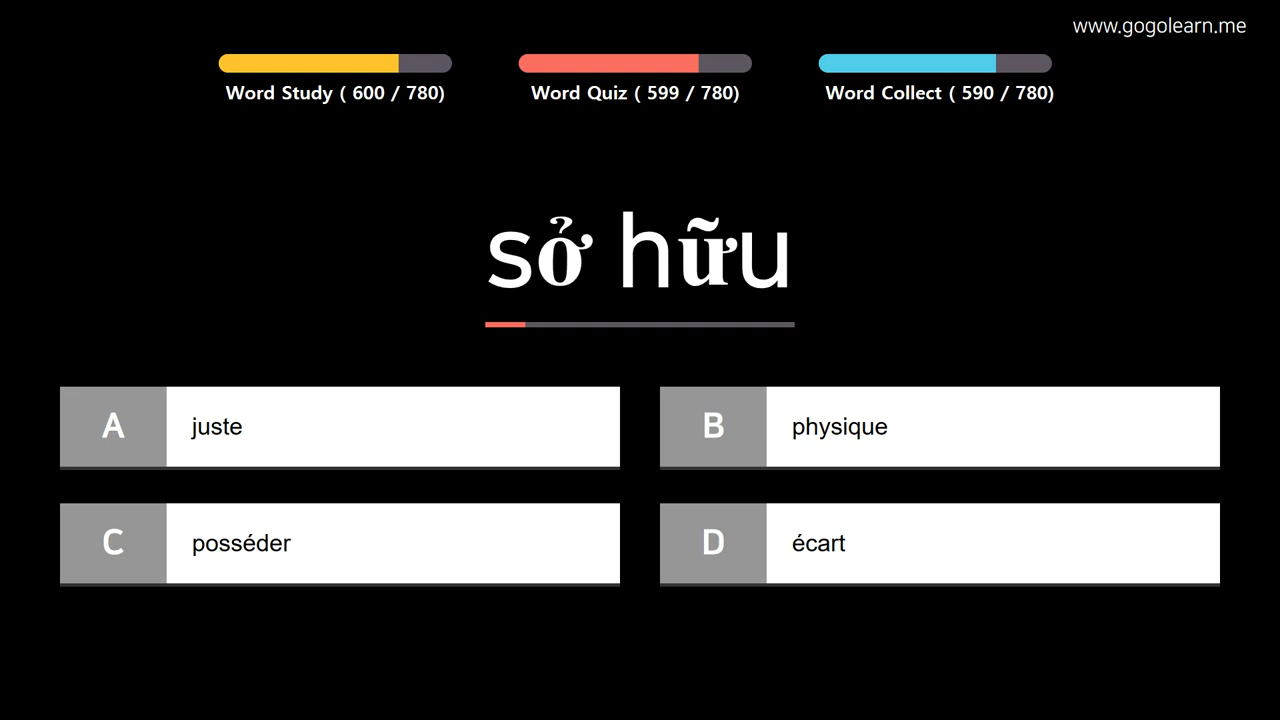 www.gogolearn.me
Word Study ( 600 / 780)
Word Quiz ( 599 / 780)
Word Collect ( 590 / 780)
sở hữu
A juste
B physique
C posséder
D écart